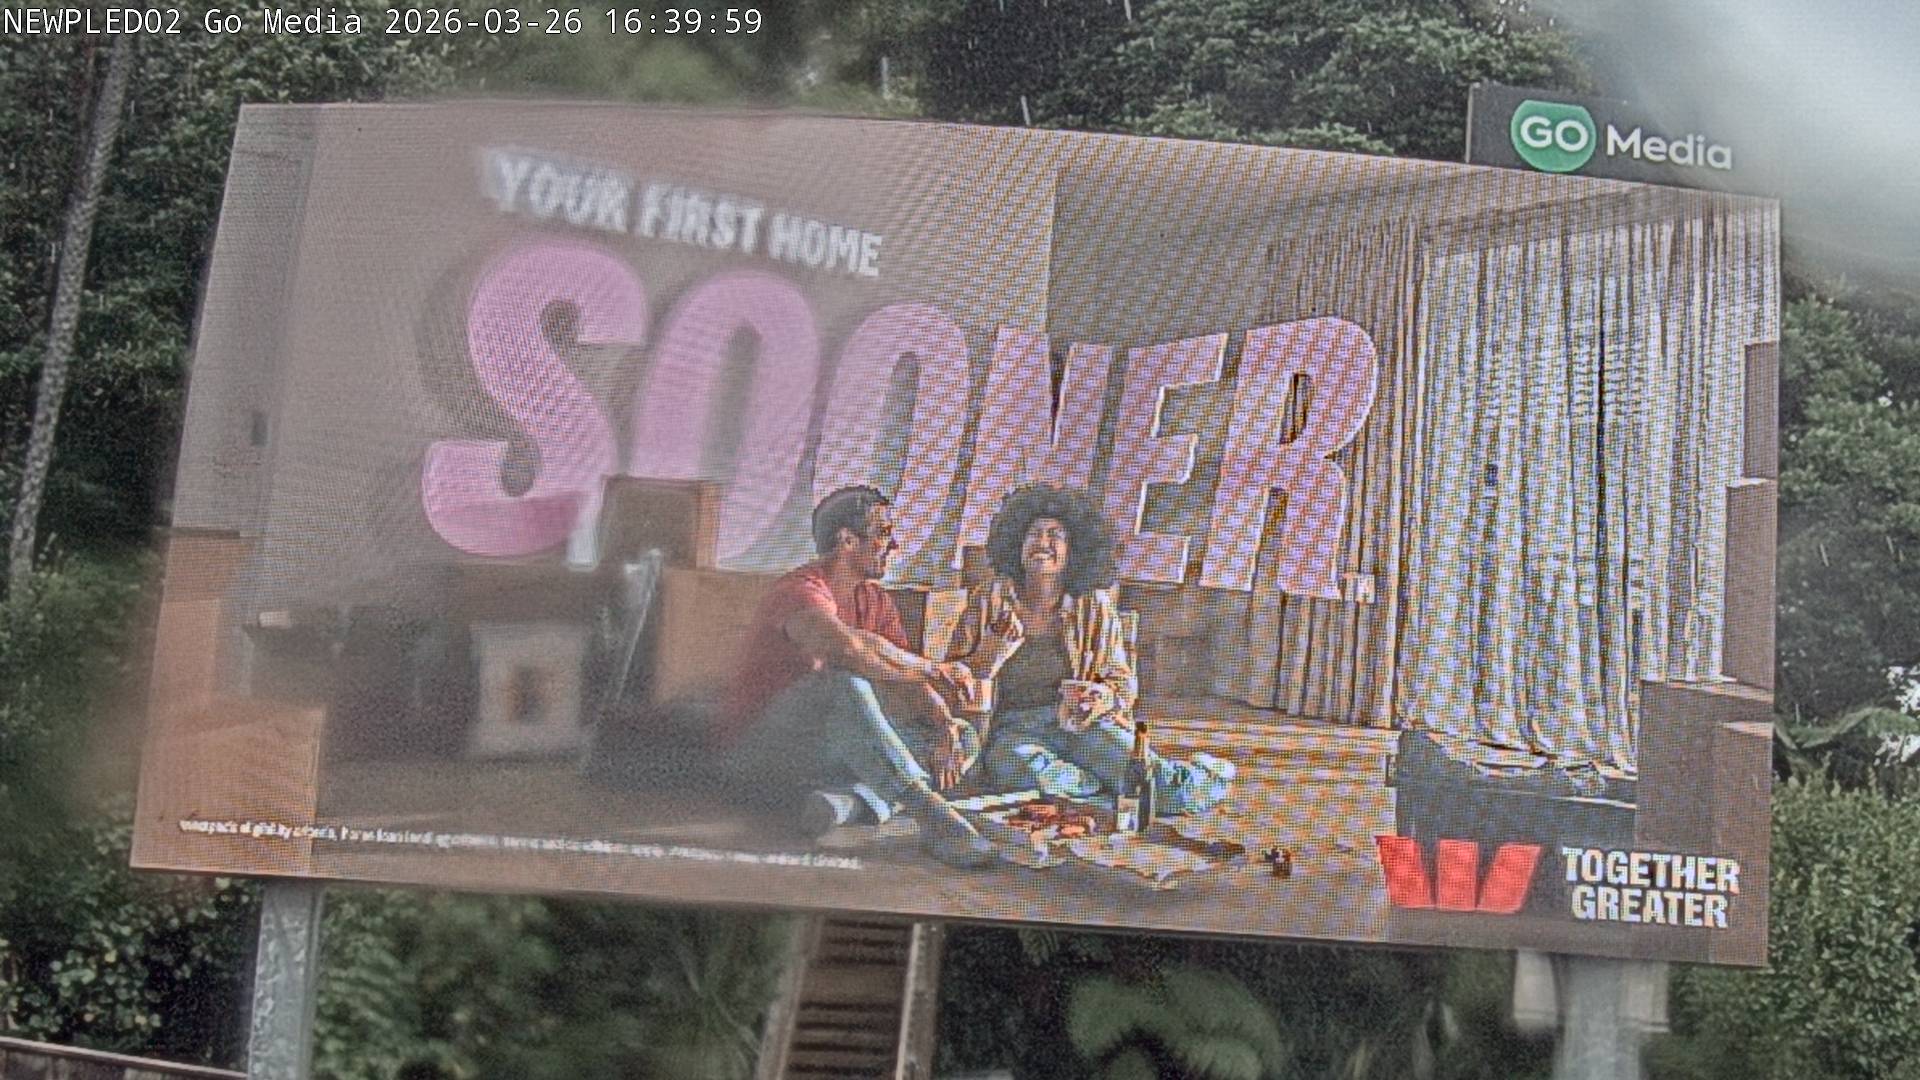 NEWPLED02 Go Media 2026-03-26 16:39:59
GO Media
YOUR FIRST HOME
SOONER
TOGETHER
GREATER